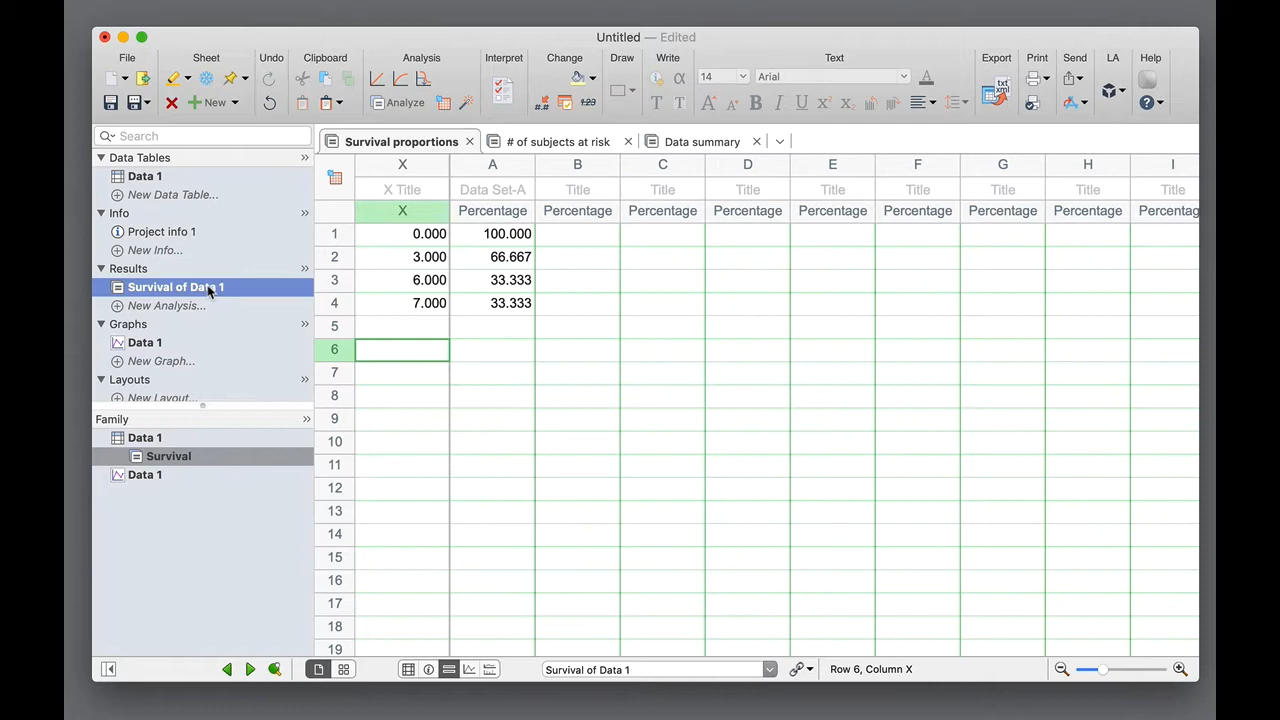 Untitled — Edited
File Sheet Undo Clipboard Analysis Interpret Change Draw Write Text Export Print Send LA Help
14 Arial
New Analyze
Search
Survival proportions # of subjects at risk Data summary
Data Tables
Data 1
New Data Table...
Info
Project info 1
New Info...
Results
Survival of Data 1
New Analysis...
Graphs
Data 1
New Graph...
Layouts
New Layout...
Family
Data 1
Survival
Data 1
X A B C D E F G H I
X Title Data Set-A Title Title Title Title Title Title Title Title
X Percentage Percentage Percentage Percentage Percentage Percentage Percentage Percentage Percentag
1 0.000 100.000
2 3.000 66.667
3 6.000 33.333
4 7.000 33.333
5
6
7
8
9
10
11
12
13
14
15
16
17
18
19
Survival of Data 1 Row 6, Column X